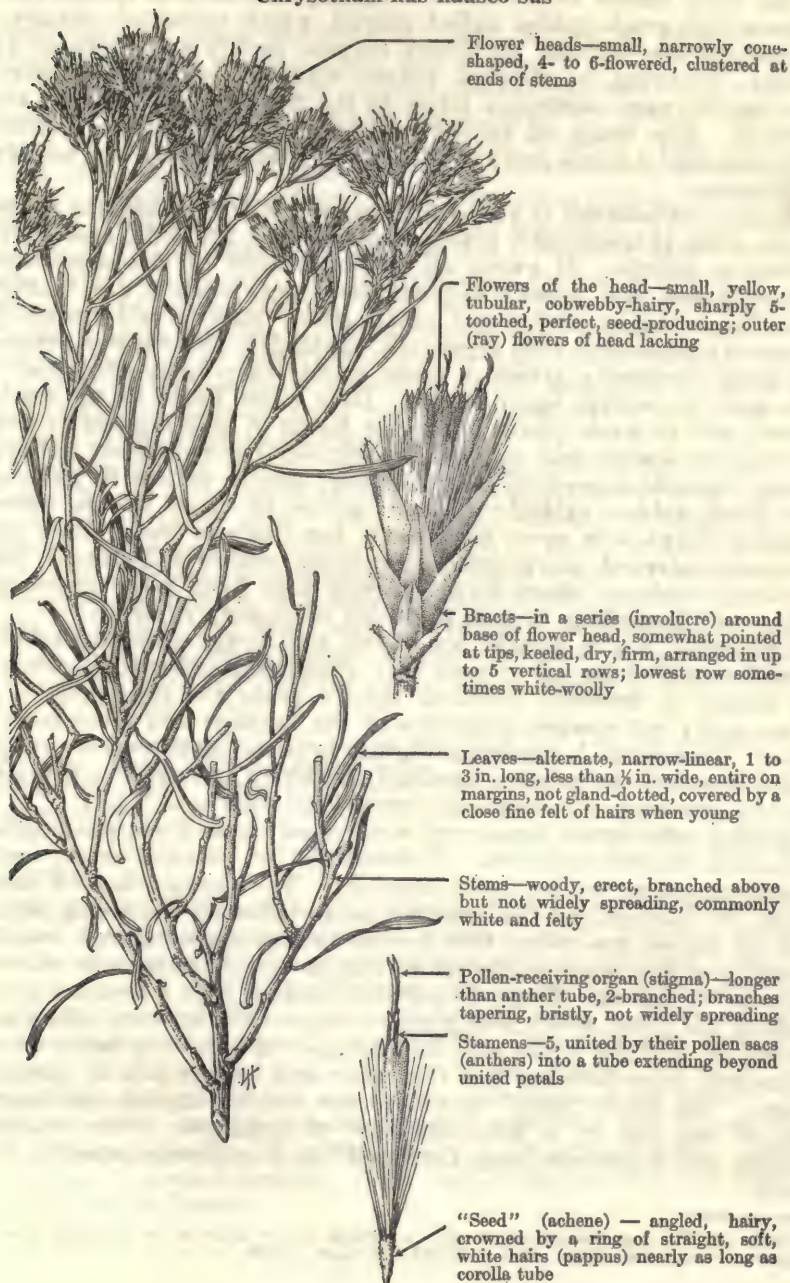 Flower heads—small, narrowly cone-
shaped, 4- to 6-flowered, clustered at
ends of stems
Flowers of the head—small, yellow,
tubular, cobwebby-hairy, sharply 5-
toothed, perfect, seed-producing; outer
(ray) flowers of head lacking
Bracts—in a series (involucre) around
base of flower head, somewhat pointed
at tips, keeled, dry, firm, arranged in up
to 5 vertical rows; lowest row some-
times white-woolly
Leaves—alternate, narrow-linear, 1 to
3 in. long, less than ⅛ in. wide, entire on
margins, not gland-dotted, covered by a
close fine felt of hairs when young
Stems—woody, erect, branched above
but not widely spreading, commonly
white and felty
Pollen-receiving organ (stigma)—longer
than anther tube, 2-branched; branches
tapering, bristly, not widely spreading
Stamens—5, united by their pollen sacs
(anthers) into a tube extending beyond
united petals
"Seed" (achene) — angled, hairy,
crowned by a ring of straight, soft,
white hairs (pappus) nearly as long as
corolla tube